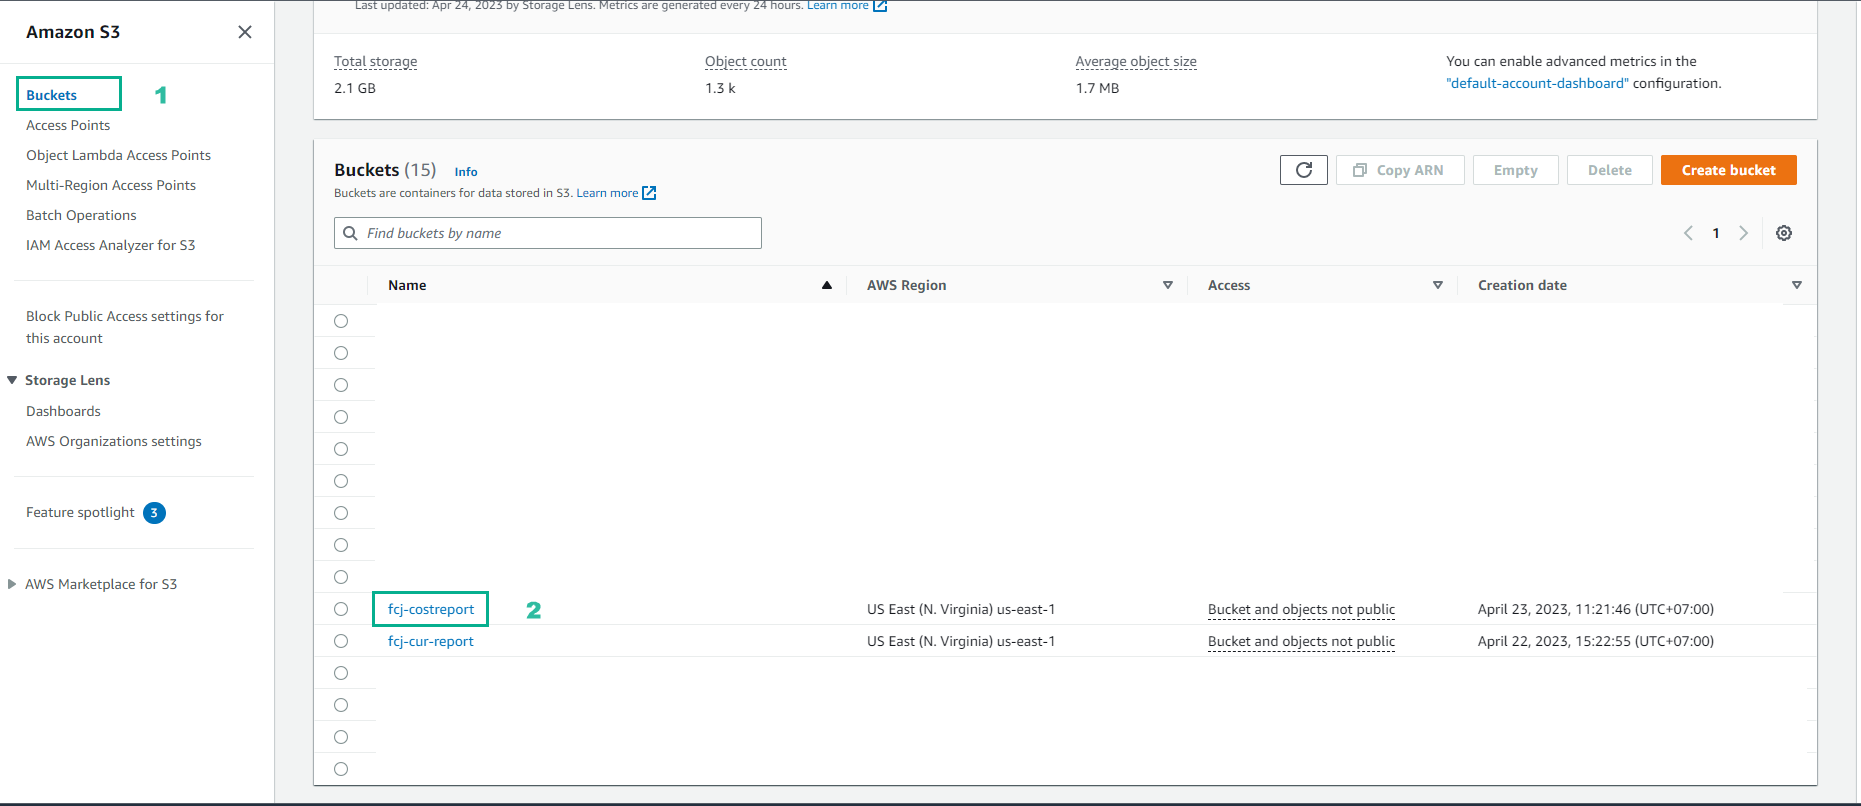 Amazon S3
Buckets
1
Access Points
Object Lambda Access Points
Multi-Region Access Points
Batch Operations
IAM Access Analyzer for S3
Block Public Access settings for
this account
Storage Lens
Dashboards
AWS Organizations settings
Feature spotlight 3
AWS Marketplace for S3
Last updated: Apr 24, 2023 by Storage Lens. Metrics are generated every 24 hours. Learn more
Total storage
2.1 GB
Object count
1.3 k
Average object size
1.7 MB
You can enable advanced metrics in the
"default-account-dashboard" configuration.
Buckets (15) Info
Buckets are containers for data stored in S3. Learn more
Copy ARN
Empty
Delete
Create bucket
Find buckets by name
1
Name AWS Region Access Creation date
fcj-costreport 2 US East (N. Virginia) us-east-1 Bucket and objects not public April 23, 2023, 11:21:46 (UTC+07:00)
fcj-cur-report US East (N. Virginia) us-east-1 Bucket and objects not public April 22, 2023, 15:22:55 (UTC+07:00)